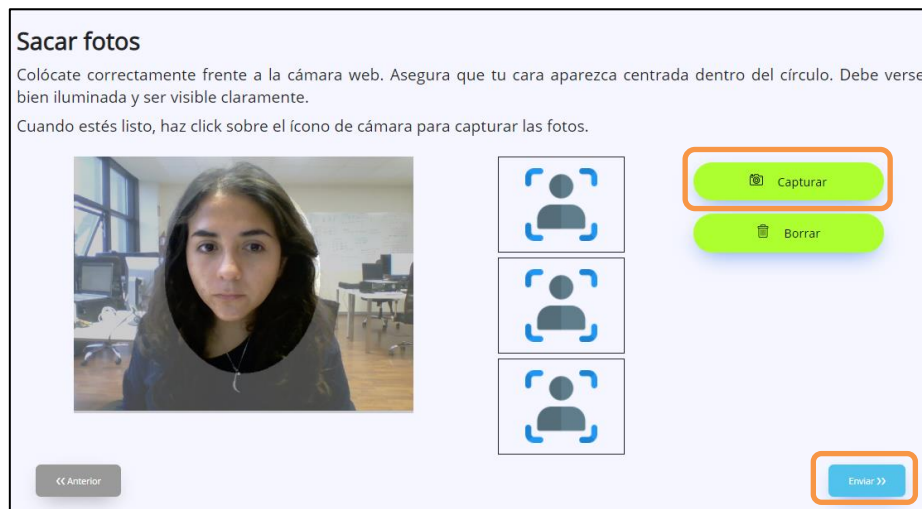 Sacar fotos
Colócate correctamente frente a la cámara web. Asegura que tu cara aparezca centrada dentro del círculo. Debe verse
bien iluminada y ser visible claramente.
Cuando estés listo, haz click sobre el ícono de cámara para capturar las fotos.
Capturar
Borrar
<< Anterior
Enviar >>